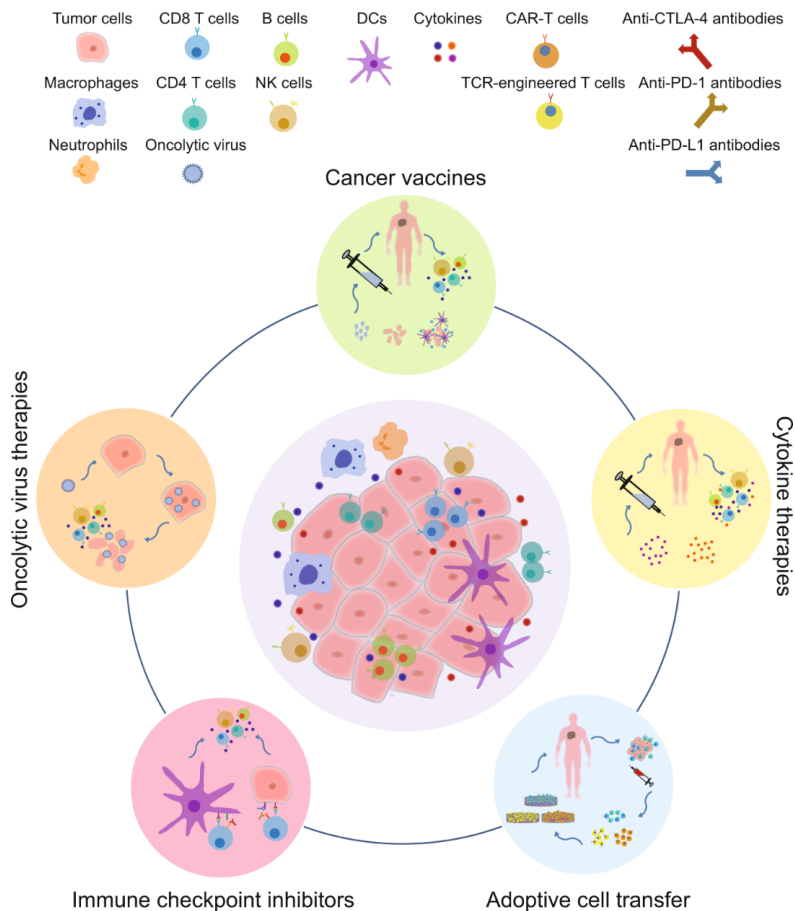 Tumor cells CD8 T cells B cells DCs Cytokines CAR-T cells Anti-CTLA-4 antibodies
Macrophages CD4 T cells NK cells TCR-engineered T cells Anti-PD-1 antibodies
Neutrophils Oncolytic virus Anti-PD-L1 antibodies
Cancer vaccines
Oncolytic virus therapies
Cytokine therapies
Immune checkpoint inhibitors
Adoptive cell transfer